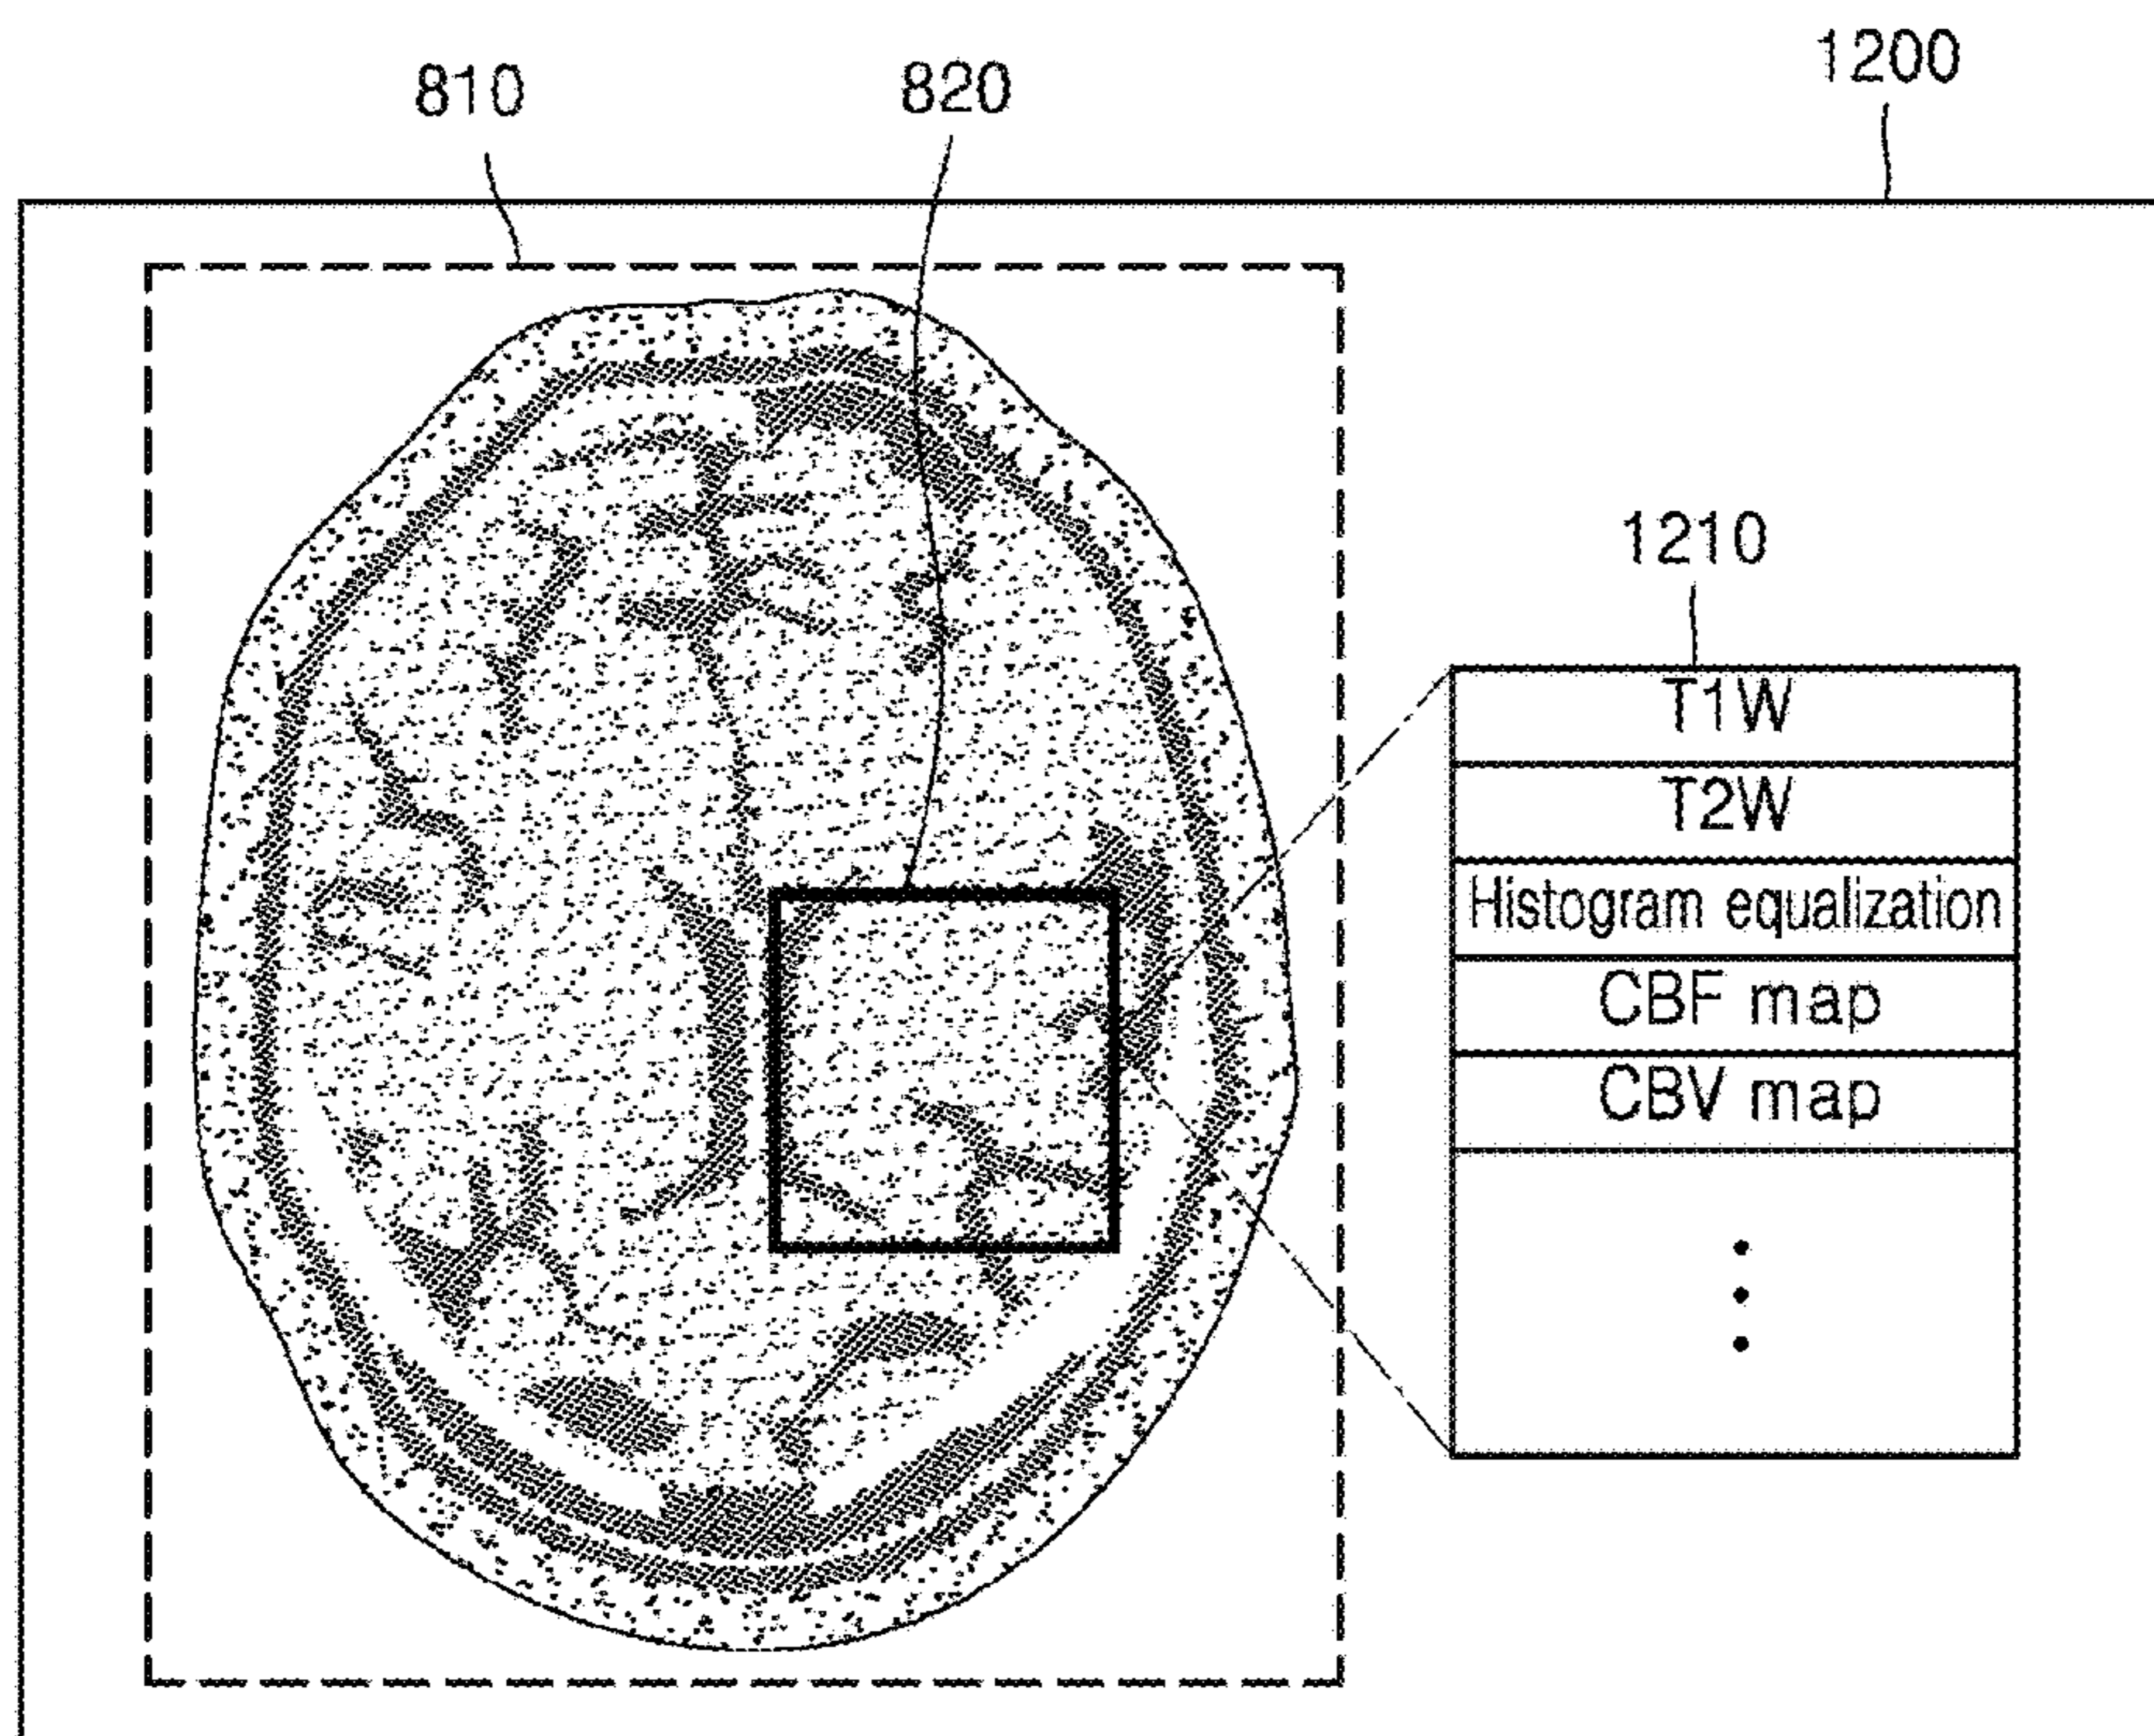 810
820
1200
1210
T1W
T2W
Histogram equalization
CBF map
CBV map